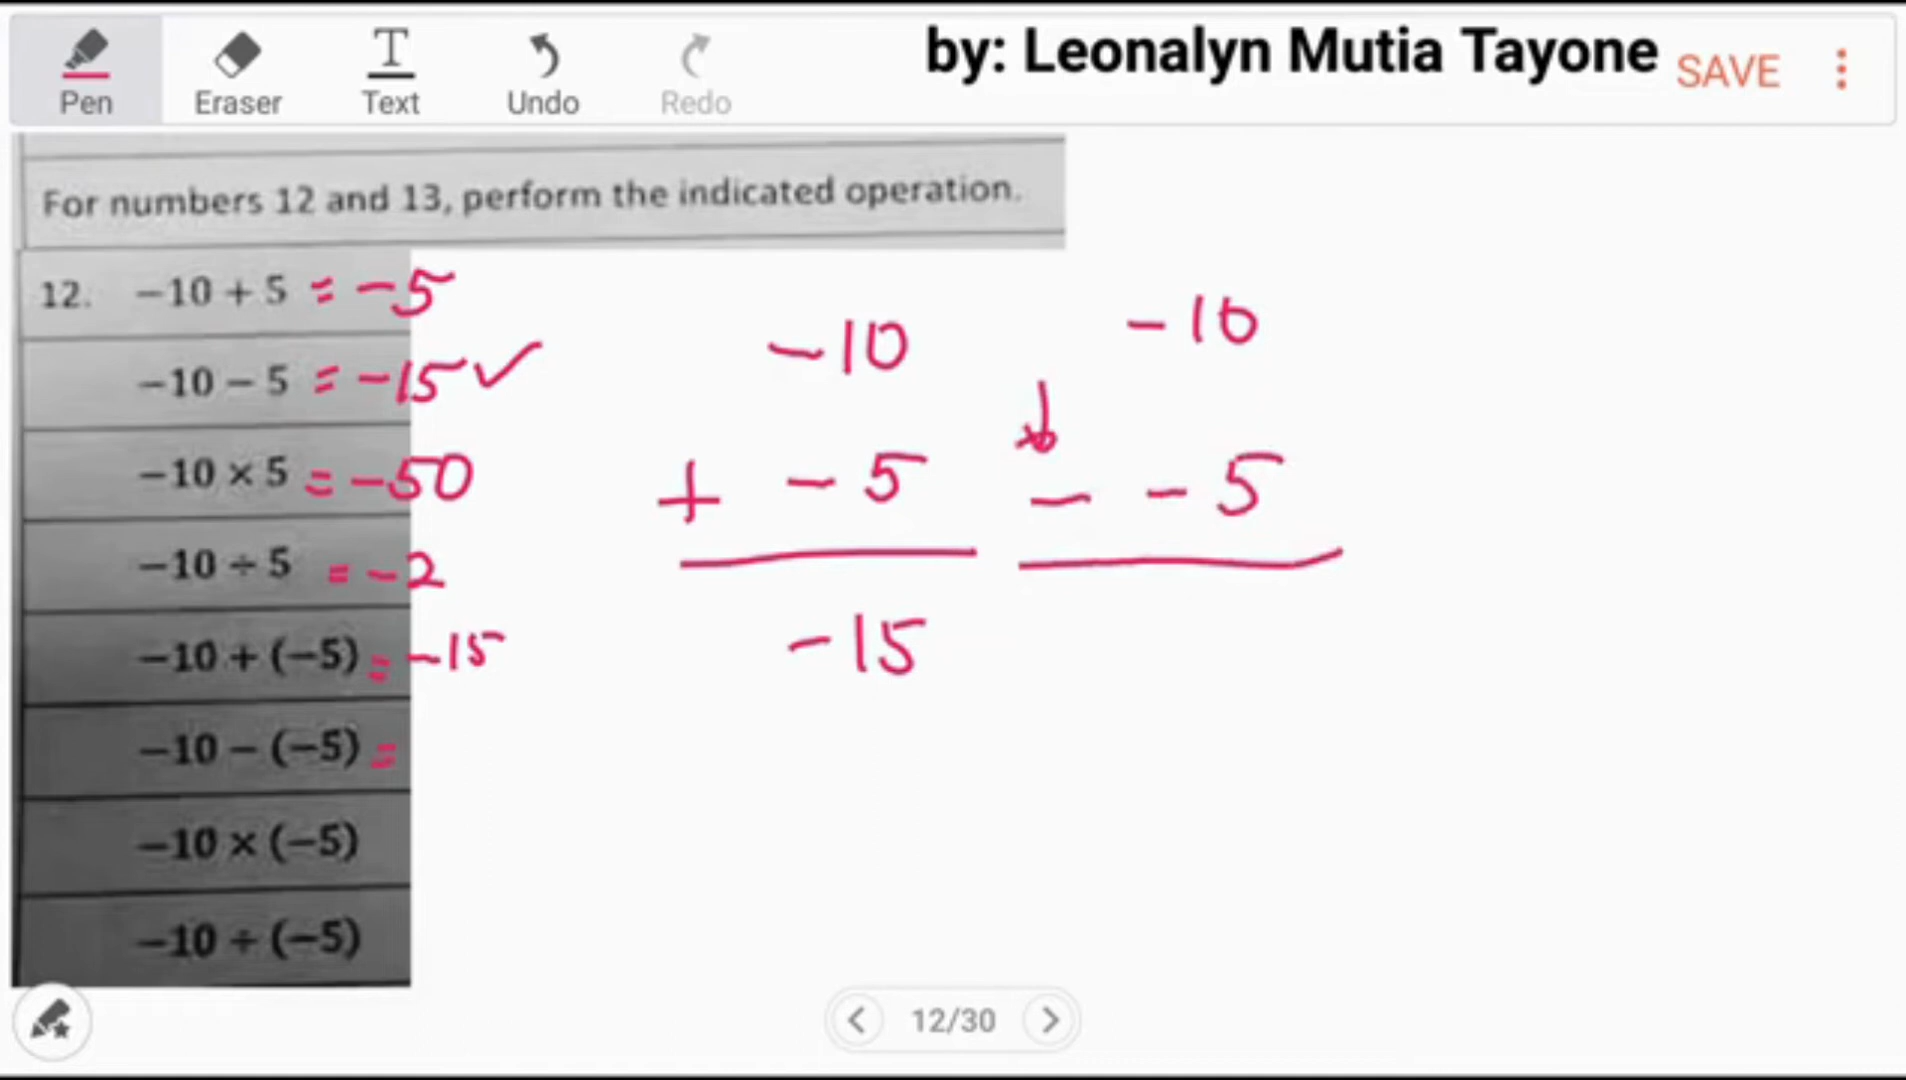 by: Leonalyn Mutia Tayone
SAVE
Pen
Eraser
Text
Undo
Redo
For numbers 12 and 13, perform the indicated operation.
12. −10 + 5 = -5
−10 − 5 = -15 ✓
−10 × 5 = -50
−10 ÷ 5 = -2
−10 + (−5) = -15
−10 − (−5) =
−10 × (−5)
−10 ÷ (−5)
-10
+ -5
-15
-10
- -5
12/30